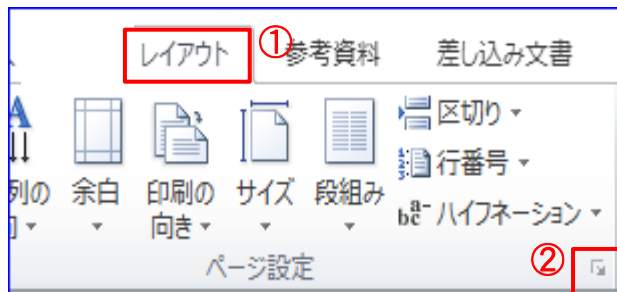 レイアウト ① 参考資料 差し込み文書
区切り
行番号
列の 余白 印刷の サイズ 段組み
向き
ハイフネーション
ページ設定 ②